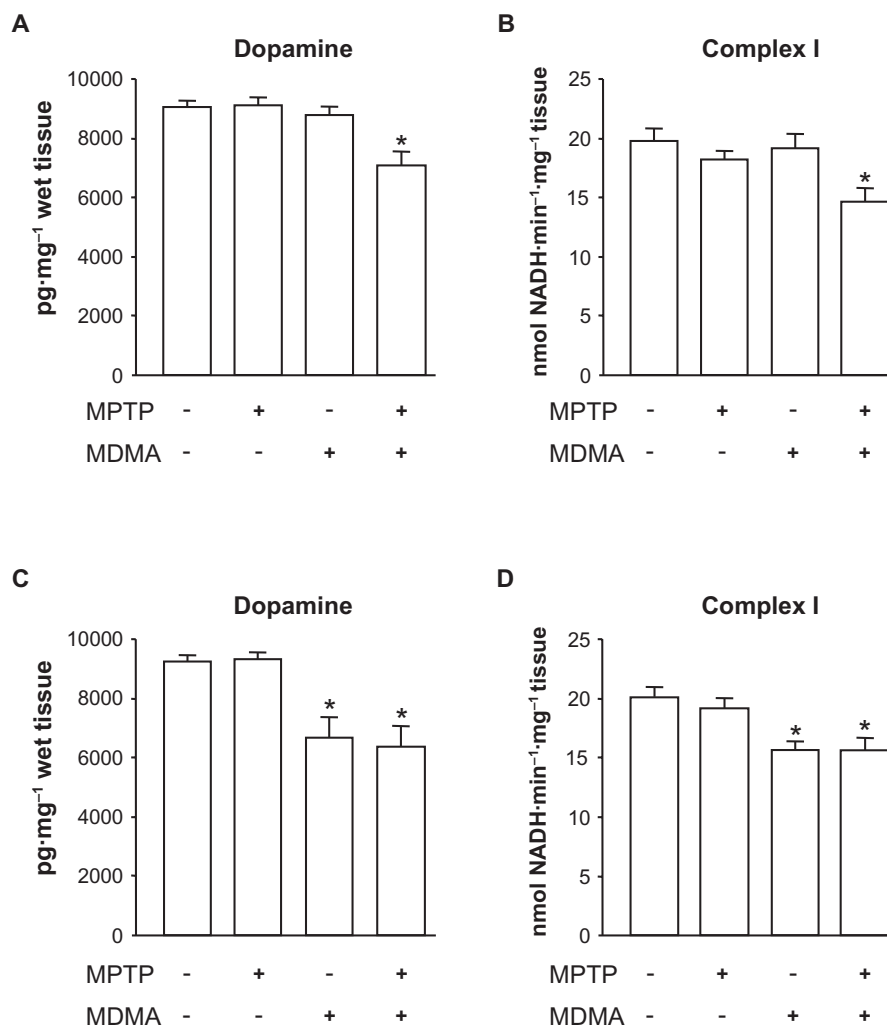 A
Dopamine
pg·mg⁻¹ wet tissue
10000
8000
6000
4000
2000
0
*
MPTP - + - +
MDMA - - + +
B
Complex I
nmol NADH·min⁻¹·mg⁻¹ tissue
25
20
15
10
5
0
*
MPTP - + - +
MDMA - - + +
C
Dopamine
pg·mg⁻¹ wet tissue
10000
8000
6000
4000
2000
0
* *
MPTP - + - +
MDMA - - + +
D
Complex I
nmol NADH·min⁻¹·mg⁻¹ tissue
25
20
15
10
5
0
* *
MPTP - + - +
MDMA - - + +